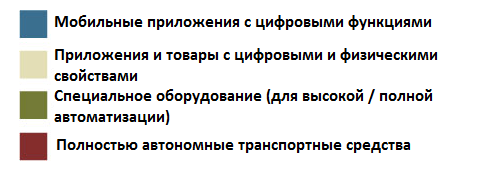 Мобильные приложения с цифровыми функциями
Приложения и товары с цифровыми и физическими
свойствами
Специальное оборудование (для высокой / полной
автоматизации)
Полностью автономные транспортные средства